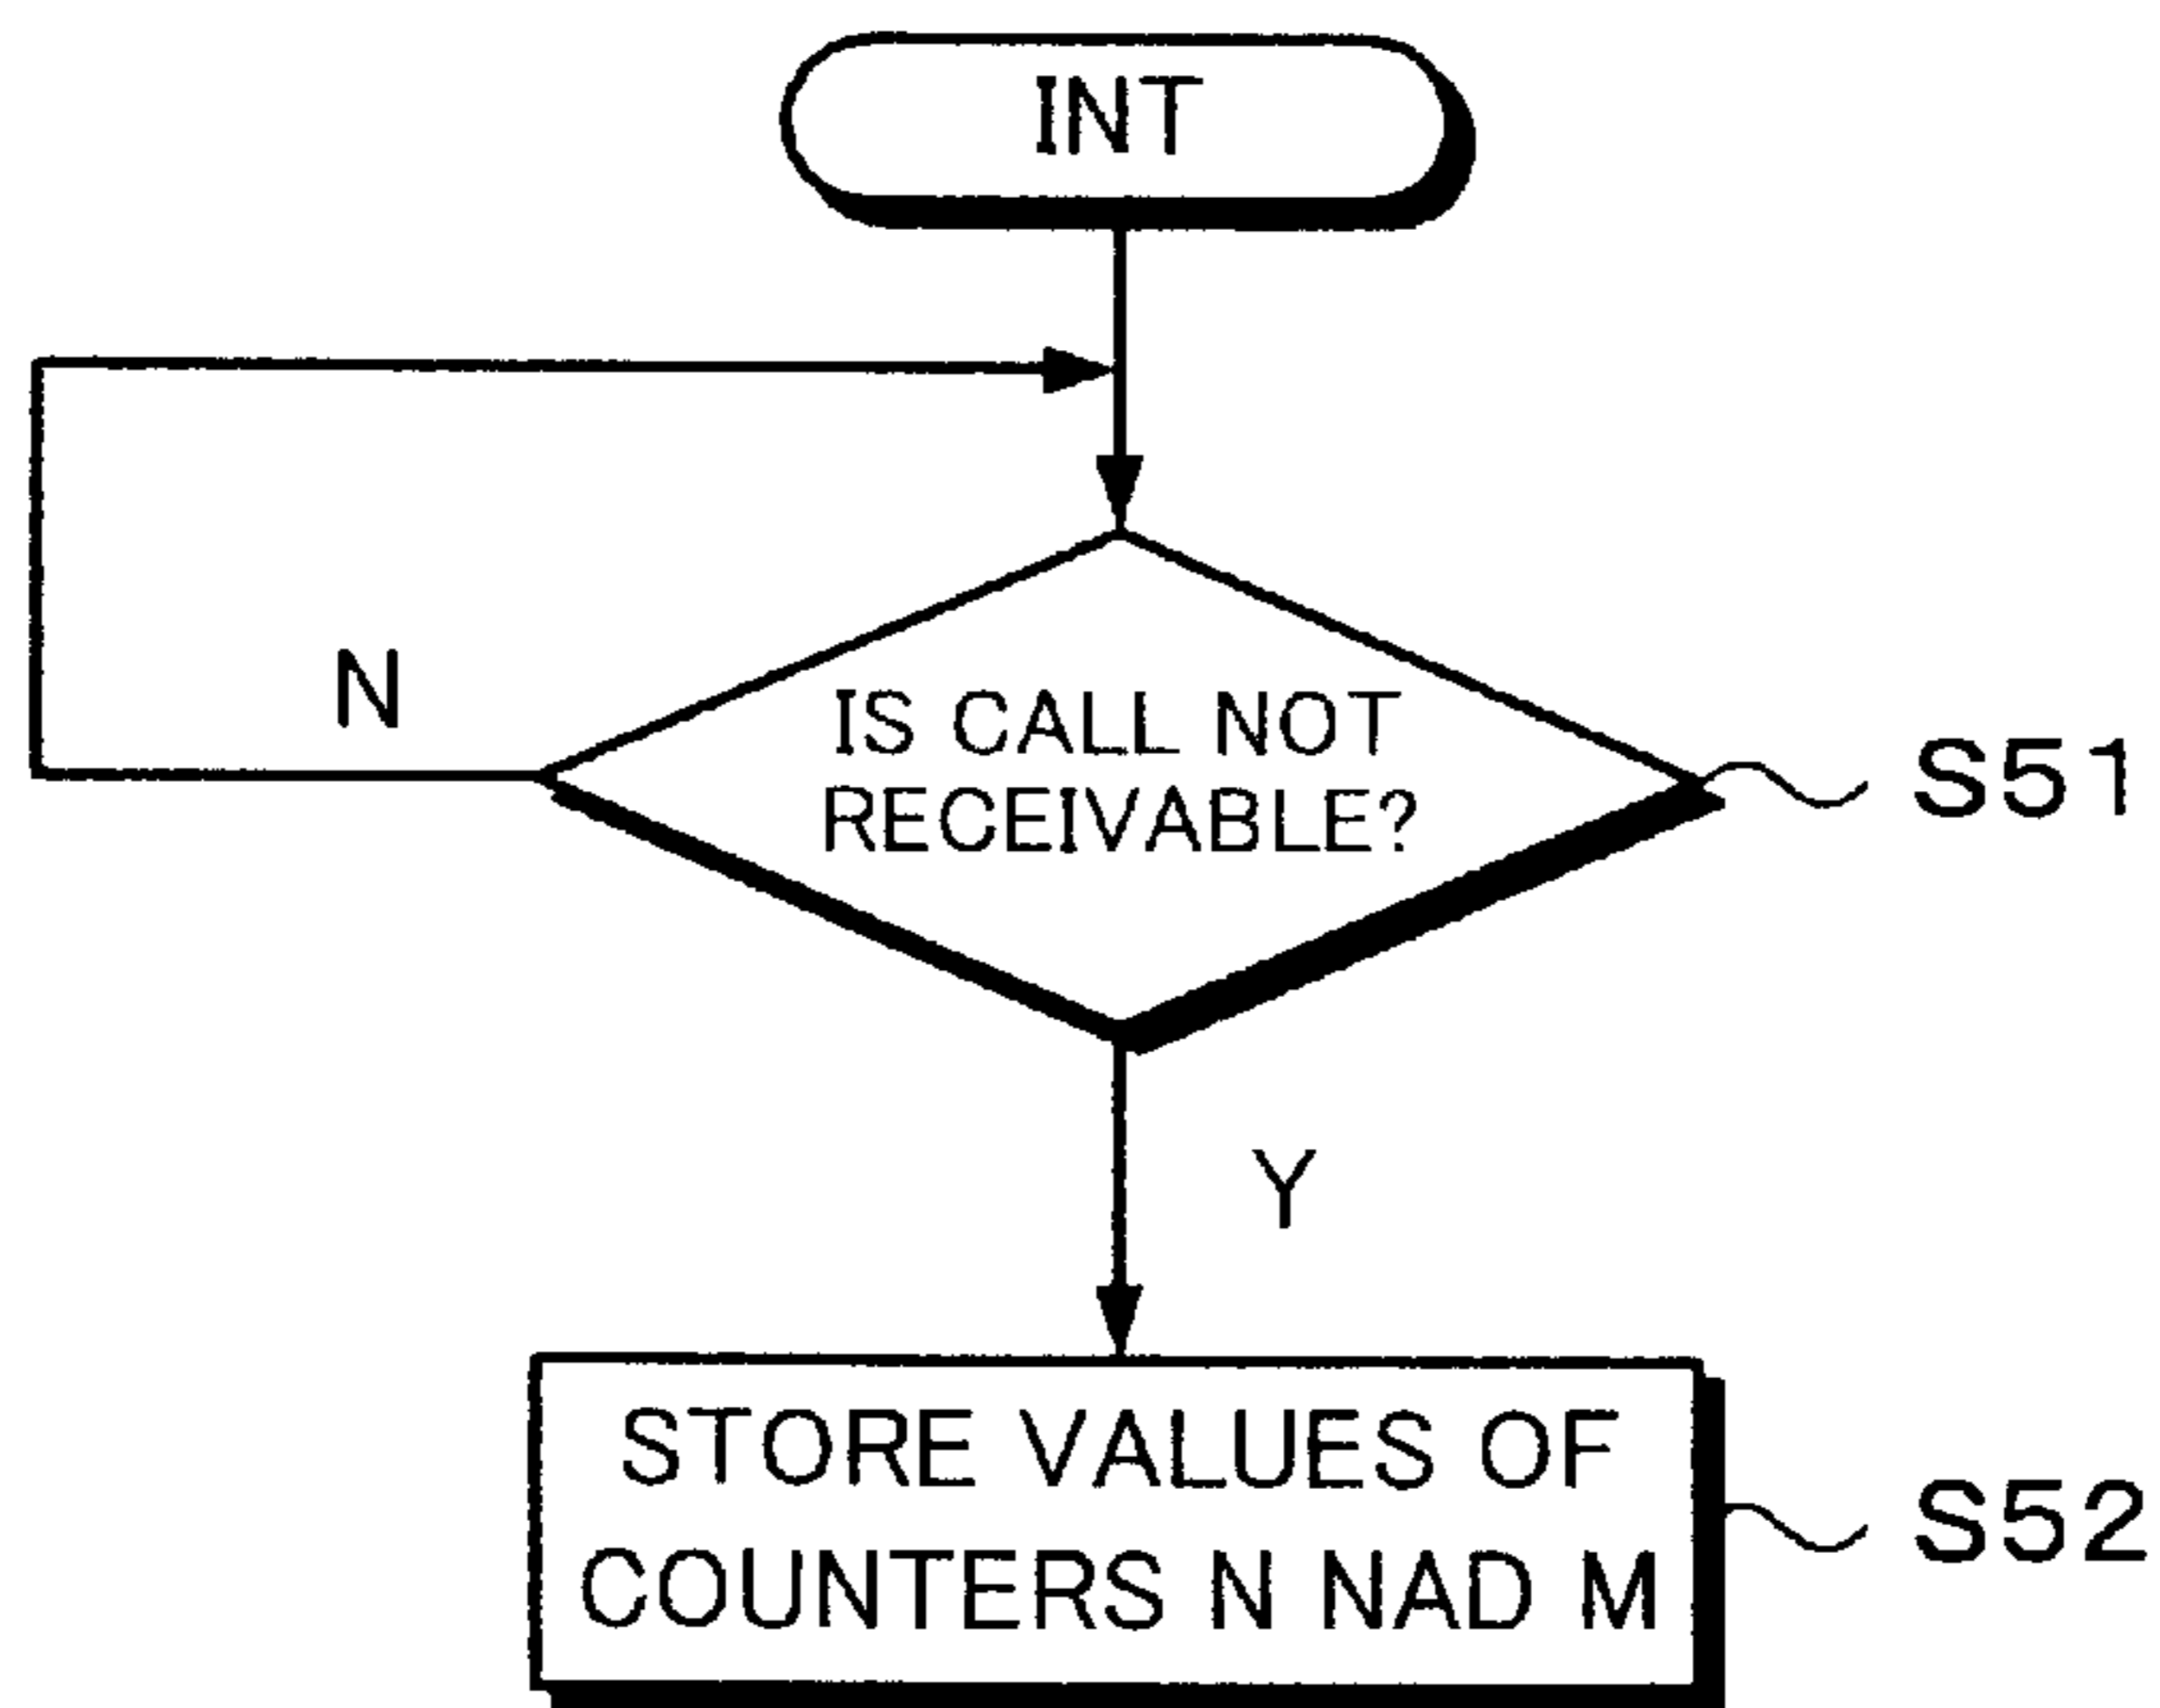 INT
N
IS CALL NOT
RECEIVABLE?
S51
Y
STORE VALUES OF
COUNTERS N NAD M
S52